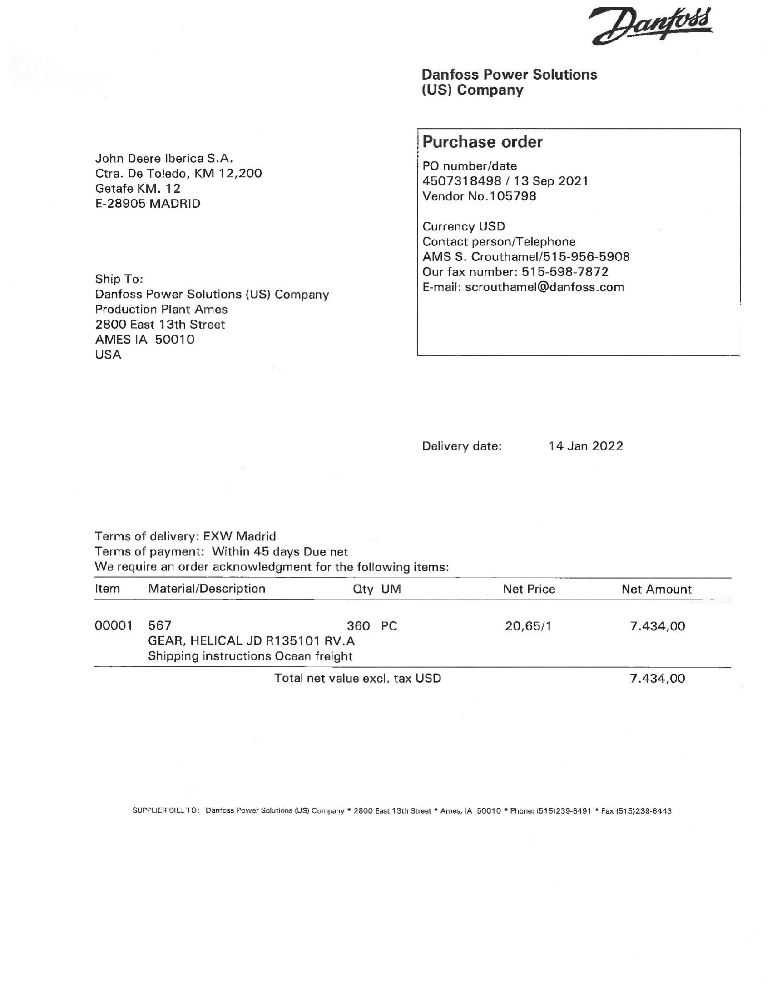 Danfoss
Danfoss Power Solutions
(US) Company
Purchase order
PO number/date
4507318498 / 13 Sep 2021
Vendor No.105798
Currency USD
Contact person/Telephone
AMS S. Crouthamel/515-956-5908
Our fax number: 515-598-7872
E-mail: scrouthamel@danfoss.com
John Deere Iberica S.A.
Ctra. De Toledo, KM 12,200
Getafe KM. 12
E-28905 MADRID
Ship To:
Danfoss Power Solutions (US) Company
Production Plant Ames
2800 East 13th Street
AMES IA 50010
USA
Delivery date: 14 Jan 2022
Terms of delivery: EXW Madrid
Terms of payment: Within 45 days Due net
We require an order acknowledgment for the following items:
Item Material/Description Qty UM Net Price Net Amount
00001 567 360 PC 20,65/1 7.434,00
GEAR, HELICAL JD R135101 RV.A
Shipping instructions Ocean freight
Total net value excl. tax USD 7.434,00
SUPPLIER BILL TO: Danfoss Power Solutions (US) Company * 2800 East 13th Street * Ames, IA 50010 * Phone: (515)239-6491 * Fax (515)239-6443